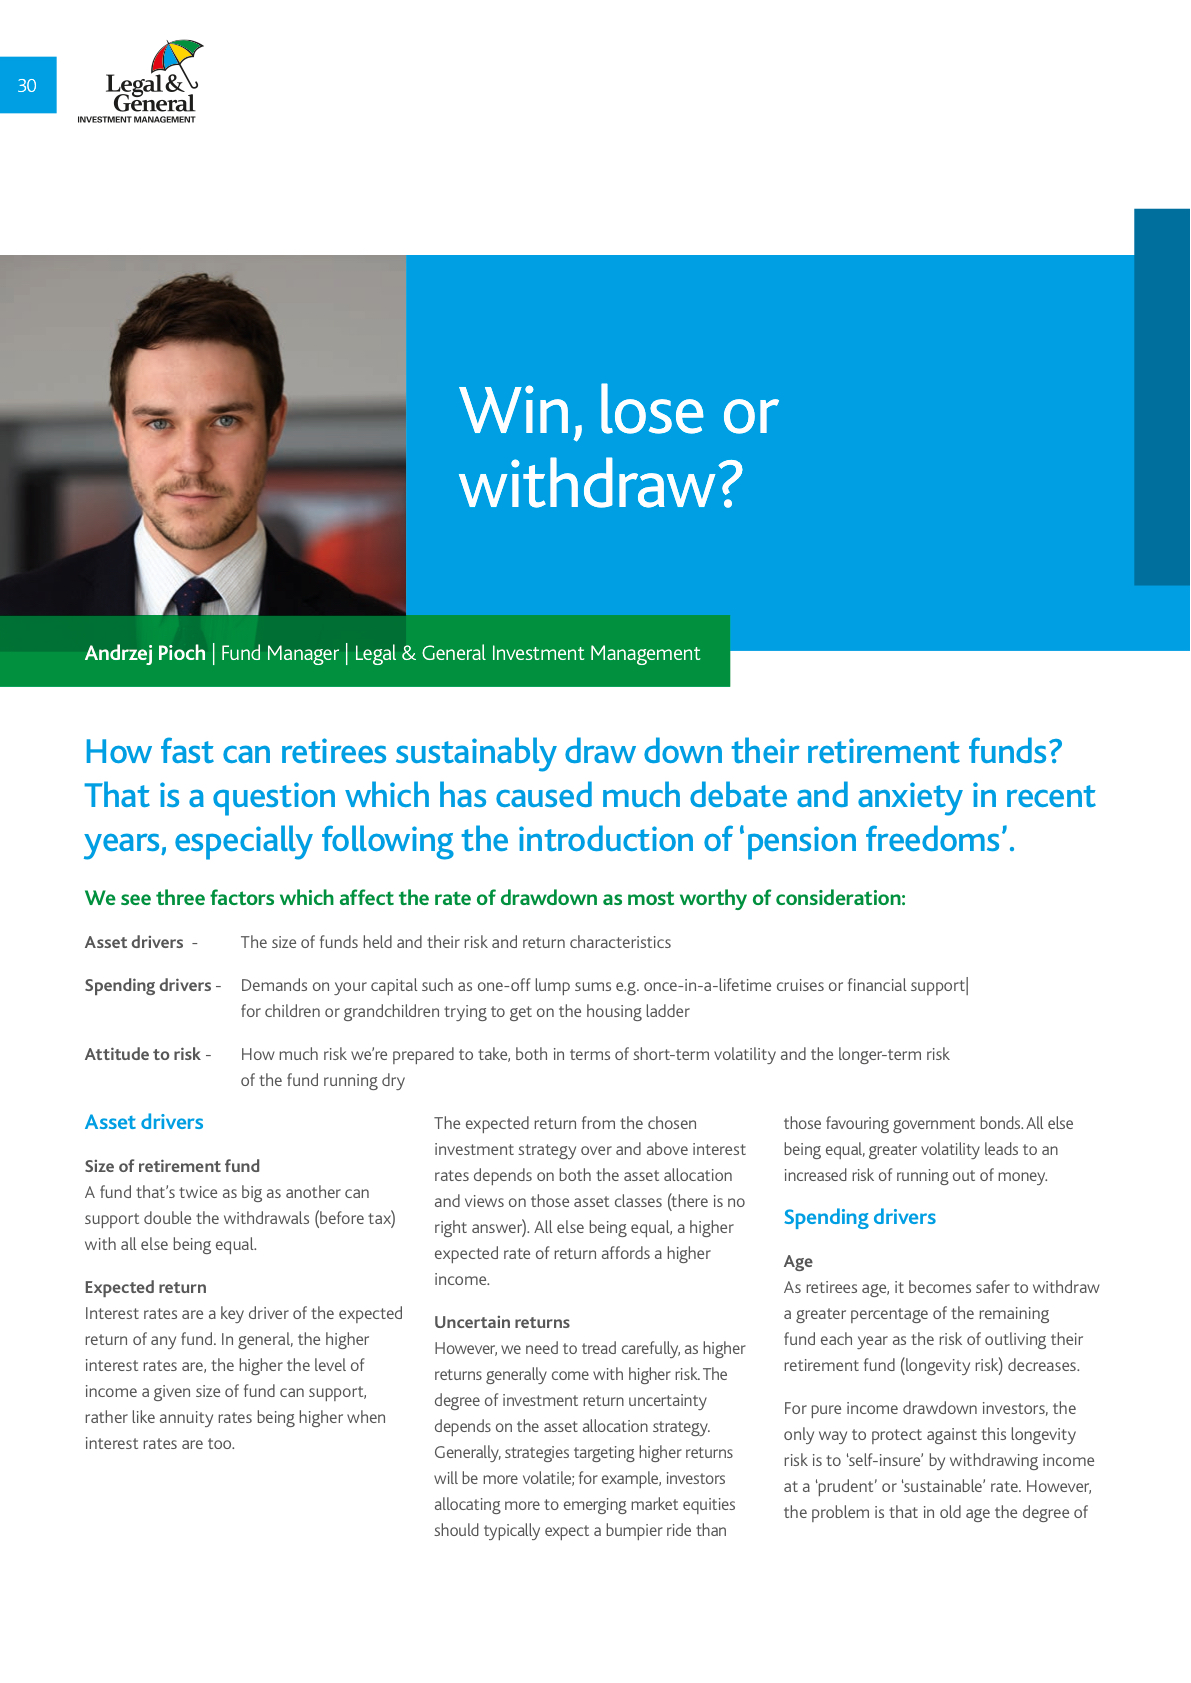 30
Legal &
General
INVESTMENT MANAGEMENT
Win, lose or
withdraw?
Andrzej Pioch | Fund Manager | Legal & General Investment Management
How fast can retirees sustainably draw down their retirement funds?
That is a question which has caused much debate and anxiety in recent
years, especially following the introduction of ‘pension freedoms’.
We see three factors which affect the rate of drawdown as most worthy of consideration:
Asset drivers - The size of funds held and their risk and return characteristics
Spending drivers - Demands on your capital such as one-off lump sums e.g. once-in-a-lifetime cruises or financial support|
for children or grandchildren trying to get on the housing ladder
Attitude to risk - How much risk we’re prepared to take, both in terms of short-term volatility and the longer-term risk
of the fund running dry
Asset drivers
Size of retirement fund
A fund that’s twice as big as another can
support double the withdrawals (before tax)
with all else being equal.
Expected return
Interest rates are a key driver of the expected
return of any fund. In general, the higher
interest rates are, the higher the level of
income a given size of fund can support,
rather like annuity rates being higher when
interest rates are too.
The expected return from the chosen
investment strategy over and above interest
rates depends on both the asset allocation
and views on those asset classes (there is no
right answer). All else being equal, a higher
expected rate of return affords a higher
income.
Uncertain returns
However, we need to tread carefully, as higher
returns generally come with higher risk. The
degree of investment return uncertainty
depends on the asset allocation strategy.
Generally, strategies targeting higher returns
will be more volatile; for example, investors
allocating more to emerging market equities
should typically expect a bumpier ride than
those favouring government bonds. All else
being equal, greater volatility leads to an
increased risk of running out of money.
Spending drivers
Age
As retirees age, it becomes safer to withdraw
a greater percentage of the remaining
fund each year as the risk of outliving their
retirement fund (longevity risk) decreases.
For pure income drawdown investors, the
only way to protect against this longevity
risk is to ‘self-insure’ by withdrawing income
at a ‘prudent’ or ‘sustainable’ rate. However,
the problem is that in old age the degree of